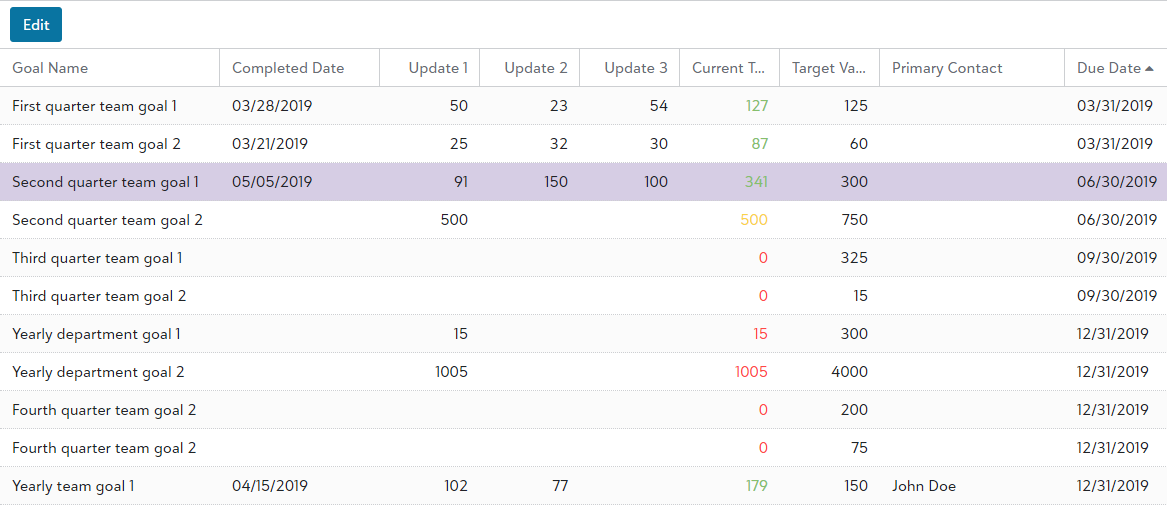 Edit
Goal Name Completed Date Update 1 Update 2 Update 3 Current T... Target Va... Primary Contact Due Date
First quarter team goal 1 03/28/2019 50 23 54 127 125 03/31/2019
First quarter team goal 2 03/21/2019 25 32 30 87 60 03/31/2019
Second quarter team goal 1 05/05/2019 91 150 100 341 300 06/30/2019
Second quarter team goal 2 500 500 750 06/30/2019
Third quarter team goal 1 0 325 09/30/2019
Third quarter team goal 2 0 15 09/30/2019
Yearly department goal 1 15 15 300 12/31/2019
Yearly department goal 2 1005 1005 4000 12/31/2019
Fourth quarter team goal 2 0 200 12/31/2019
Fourth quarter team goal 2 0 75 12/31/2019
Yearly team goal 1 04/15/2019 102 77 179 150 John Doe 12/31/2019